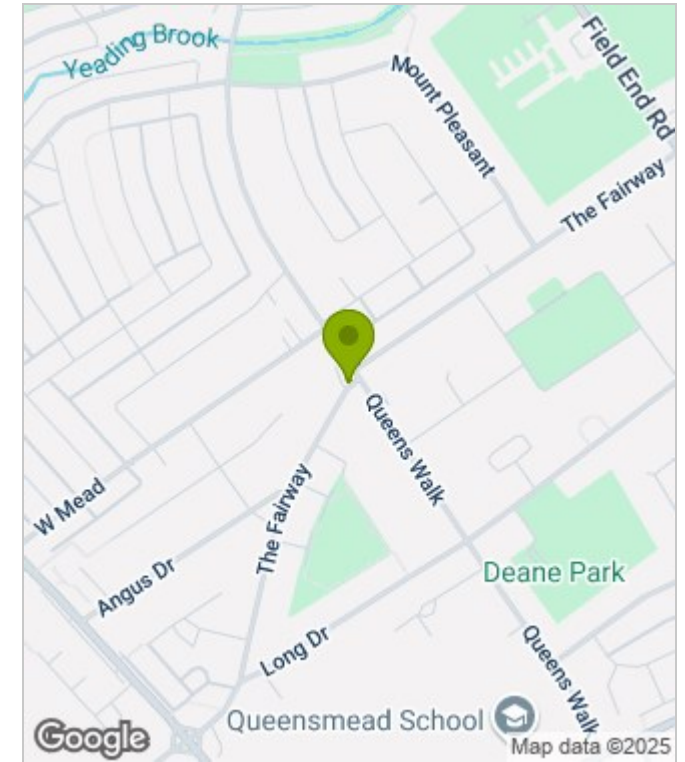 Yeading Brook
Field End Rd
Mount Pleasant
The Fairway
Queens Walk
W Mead
The Fairway
Angus Dr
Deane Park
Long Dr
Queens Walk
Queensmead School
Google
Map data ©2025